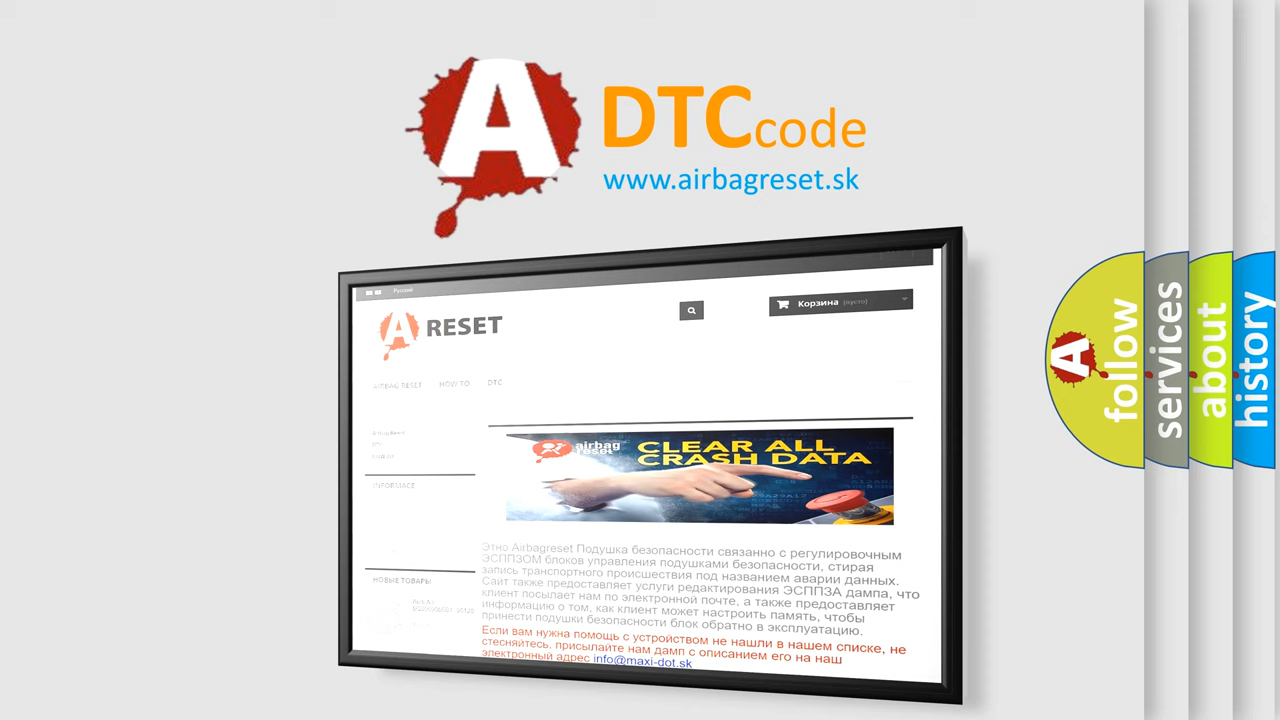 A
DTCcode
www.airbagreset.sk
Русский
A RESET
Корзина (пусто)
AIRBAG RESET HOW TO DTC
Airbag Reset
DTC
INFORMACE
airbag
reset
CLEAR ALL
CRASH DATA
Этно Airbagreset Подушка безопасности связанно с регулировочным
ЭСППЗОМ блоков управления подушками безопасности, стирая
запись транспортного происшествия под названием аварии данных.
Сайт также предоставляет услуги редактирования ЭСППЗА дампа, что
клиент посылает нам по электронной почте, а также предоставляет
информацию о том, как клиент может настроить память, чтобы
принести подушки безопасности блок обратно в эксплуатацию.
Если вам нужна помощь с устройством не нашли в нашем списке, не
стесняйтесь, присылайте нам дамп с описанием его на наш
электронный адрес info@maxi-dot.sk
НОВЫЕ ТОВАРЫ
A
follow
services
about
history